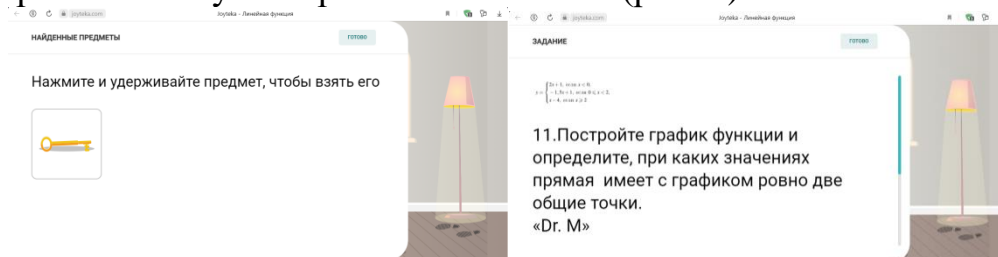 joyteka.com
Joyteka - Линейная функция
НАЙДЕННЫЕ ПРЕДМЕТЫ
ГОТОВО
Нажмите и удерживайте предмет, чтобы взять его
joyteka.com
Joyteka - Линейная функция
ЗАДАНИЕ
ГОТОВО
11.Постройте график функции и
определите, при каких значениях
прямая имеет с графиком ровно две
общие точки.
«Dr. M»